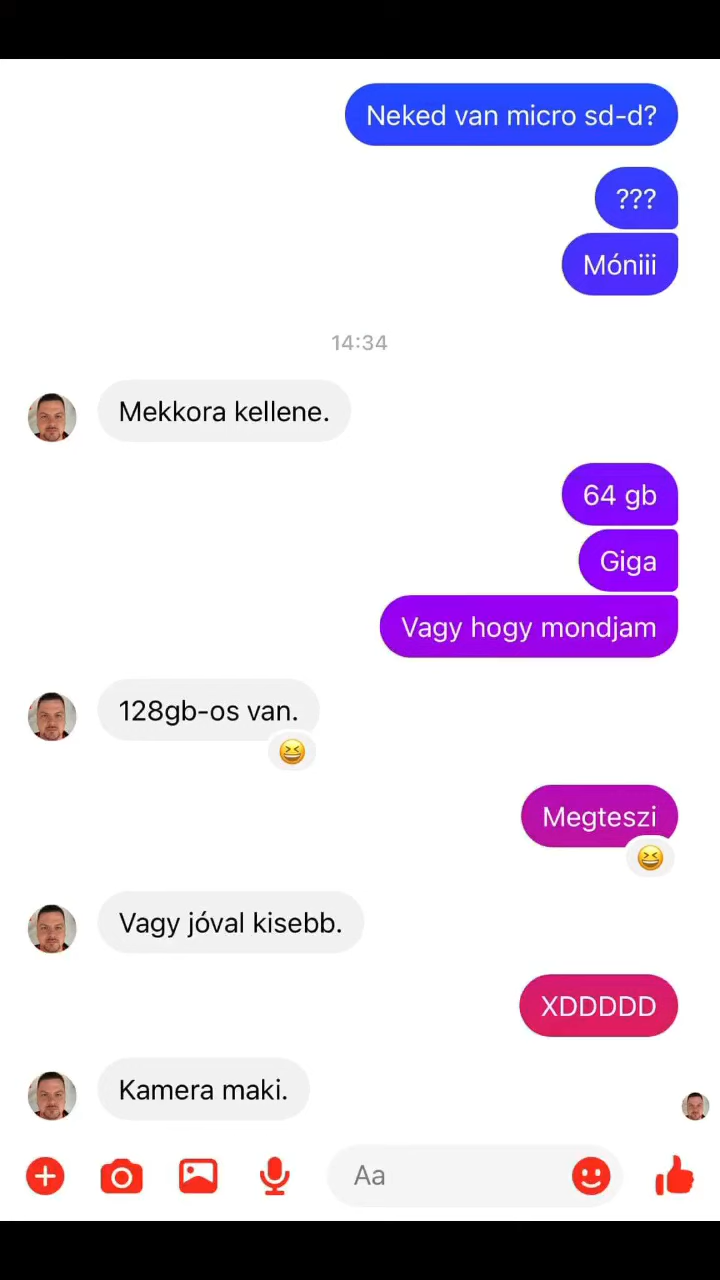 Neked van micro sd-d?
???
Móniii
14:34
Mekkora kellene.
64 gb
Giga
Vagy hogy mondjam
128gb-os van.
Megteszi
Vagy jóval kisebb.
XDDDDD
Kamera maki.
Aa